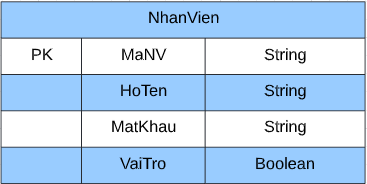 NhanVien
PK MaNV String
HoTen String
MatKhau String
VaiTro Boolean